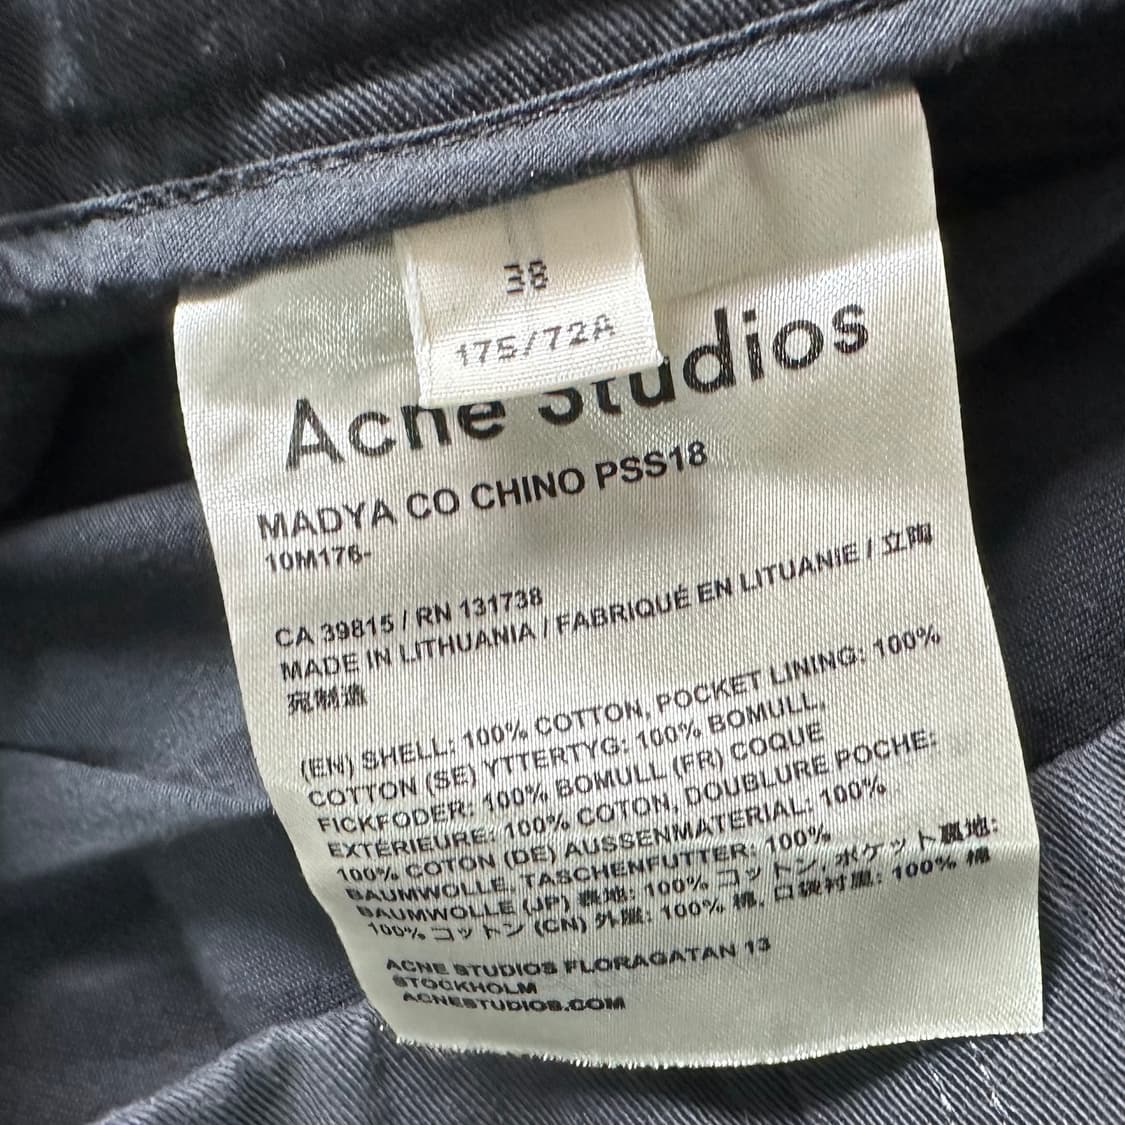 38
175/72A
Acne Studios
MADYA CO CHINO PSS18
10M176-
CA 39815 / RN 131738
MADE IN LITHUANIA / FABRIQUÉ EN LITUANIE / 立陶
宛制造
(EN) SHELL: 100% COTTON, POCKET LINING: 100%
COTTON (SE) YTTERTYG: 100% BOMULL,
FICKFODER: 100% BOMULL (FR) COQUE
EXTÉRIEURE: 100% COTON, DOUBLURE POCHE:
100% COTON (DE) AUSSENMATERIAL: 100%
BAUMWOLLE, TASCHENFUTTER: 100%
BAUMWOLLE (JP) 表地: 100% コットン, ポケット裏地:
100% コットン (CN) 外服: 100% 棉, 口袋衬里: 100% 棉
ACNE STUDIOS FLORAGATAN 13
STOCKHOLM
ACNESTUDIOS.COM